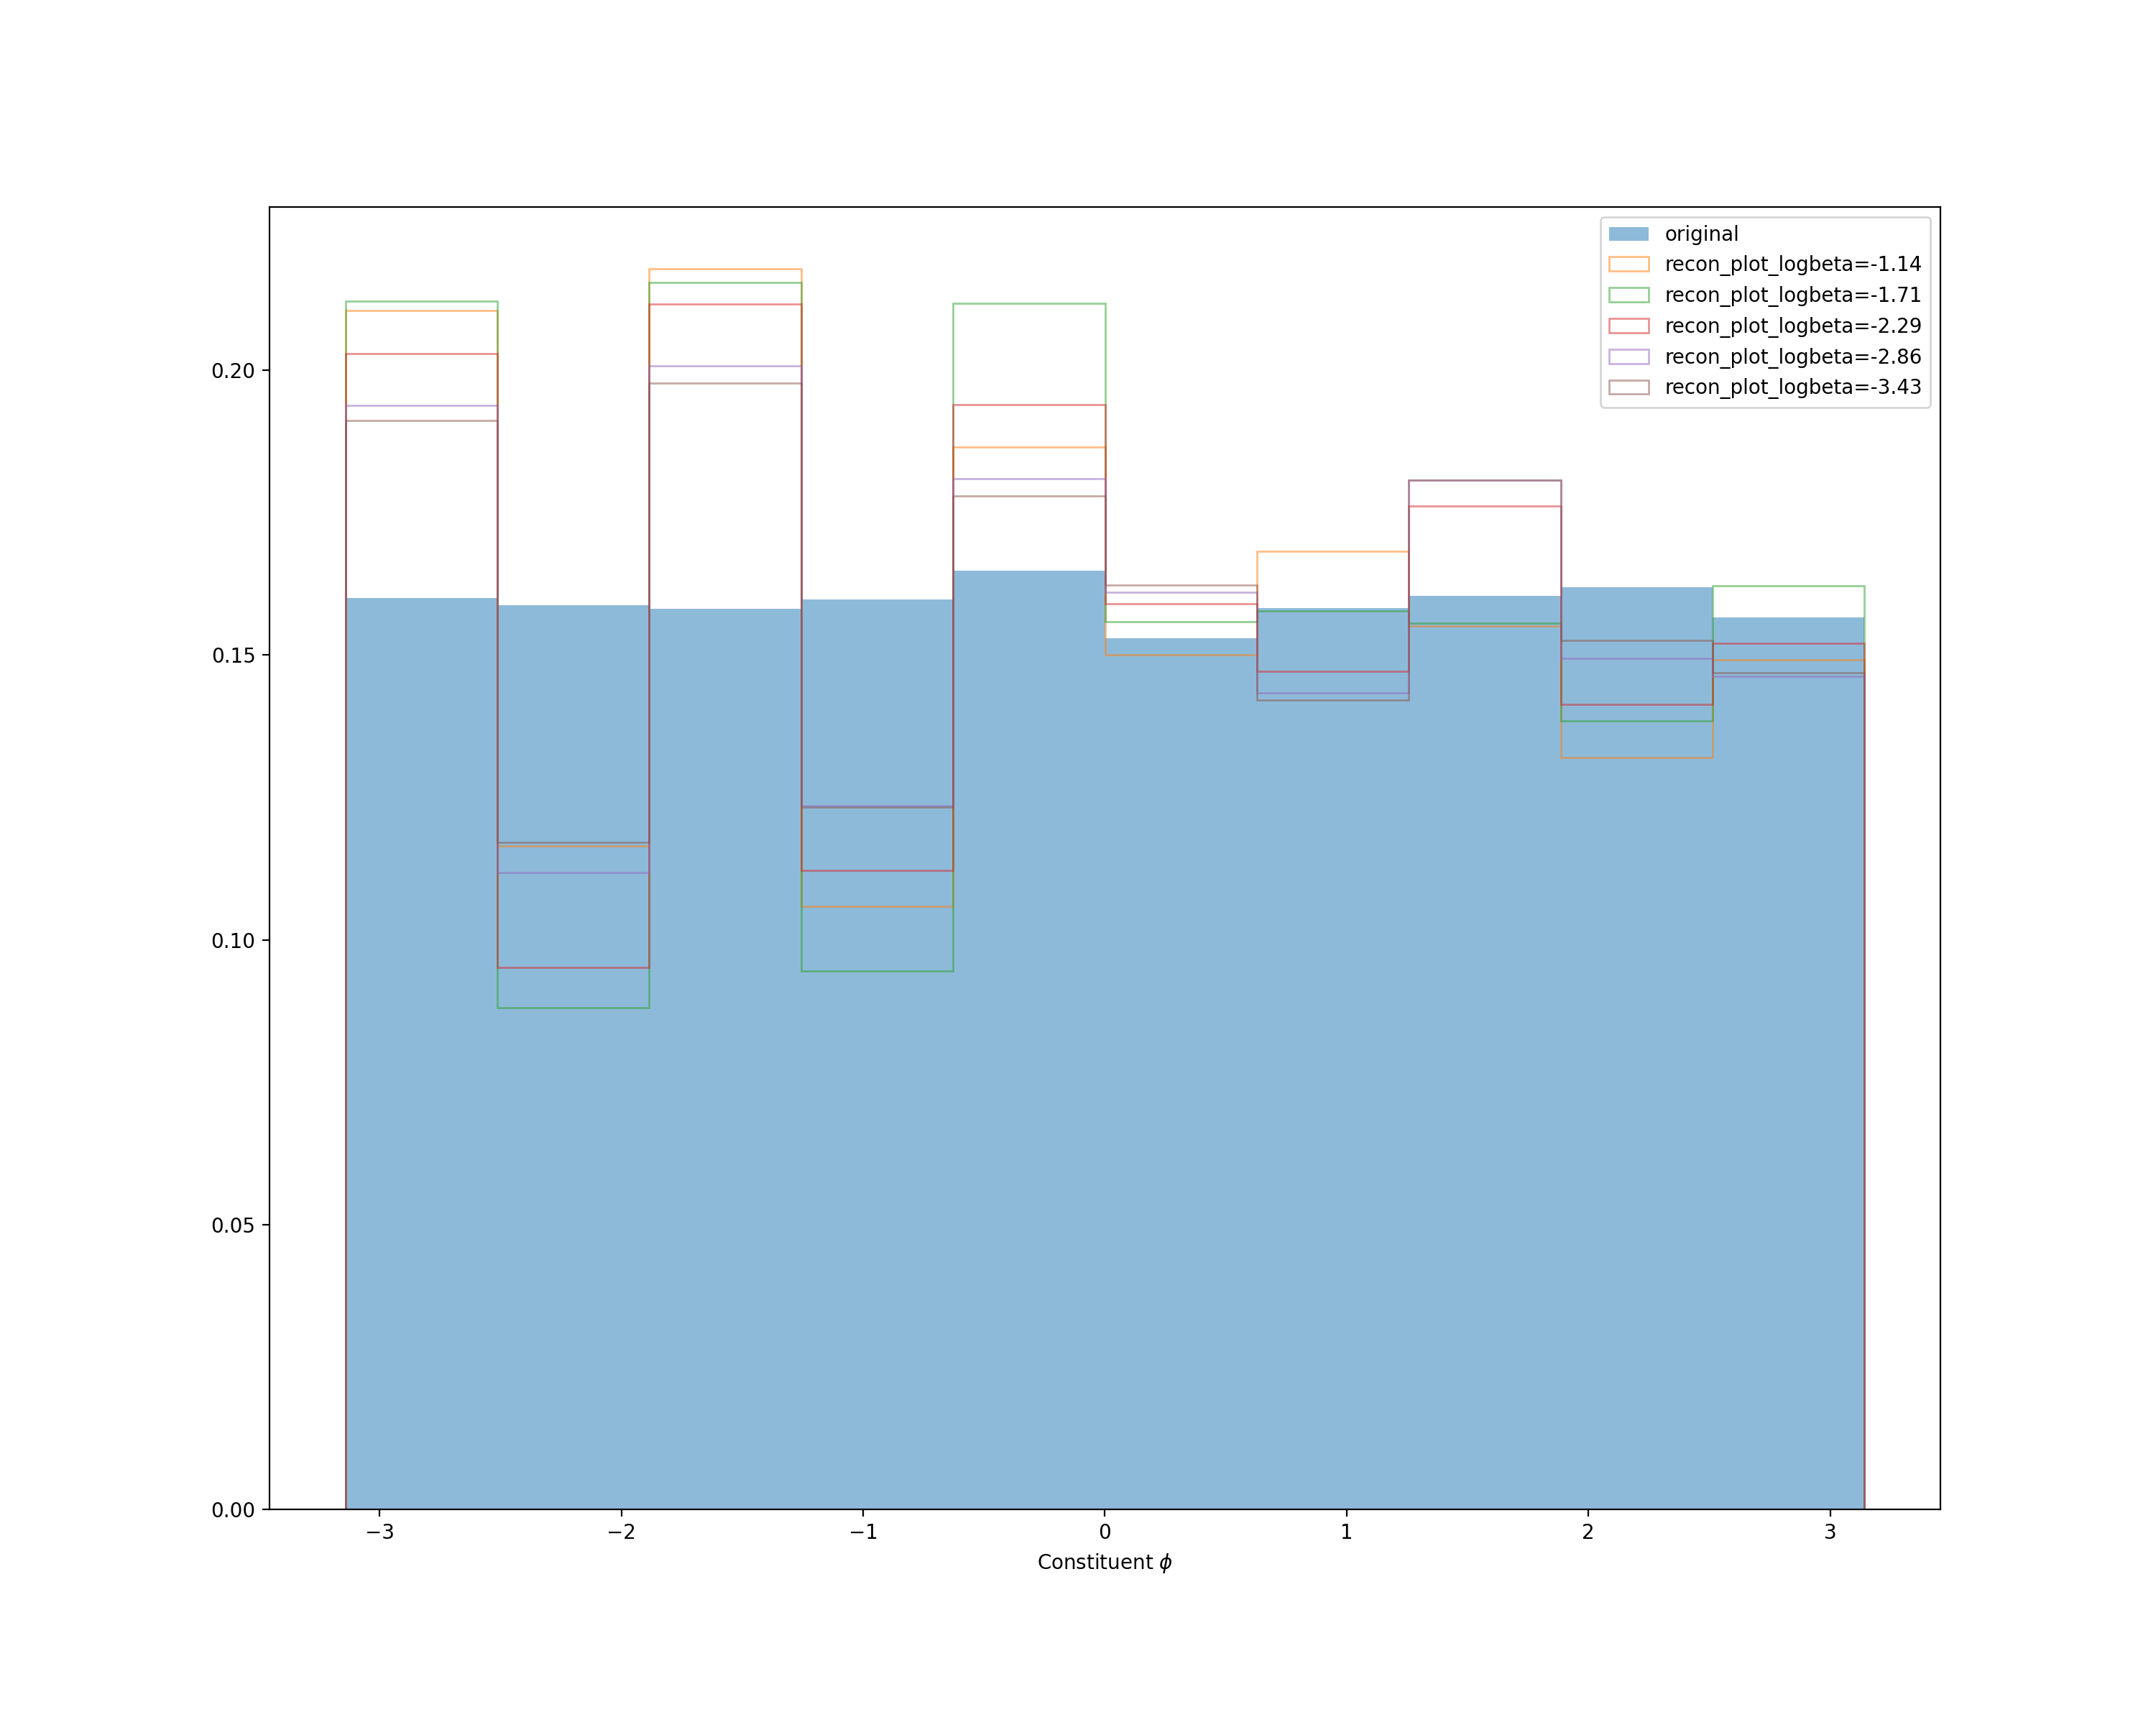 original
recon_plot_logbeta=-1.14
recon_plot_logbeta=-1.71
recon_plot_logbeta=-2.29
recon_plot_logbeta=-2.86
recon_plot_logbeta=-3.43
0.20
0.15
0.10
0.05
0.00
−3 −2 −1 0 1 2 3
Constituent ϕ